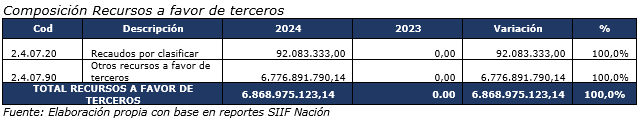 Composición Recursos a favor de terceros
Cod Descripción 2024 2023 Variación %
2.4.07.20 Recaudos por clasificar 92.083.333,00 0,00 92.083.333,00 100,0%
2.4.07.90 Otros recursos a favor de terceros 6.776.891.790,14 0,00 6.776.891.790,14 100,0%
TOTAL RECURSOS A FAVOR DE TERCEROS 6.868.975.123,14 0.00 6.868.975.123,14 100,0%
Fuente: Elaboración propia con base en reportes SIIF Nación